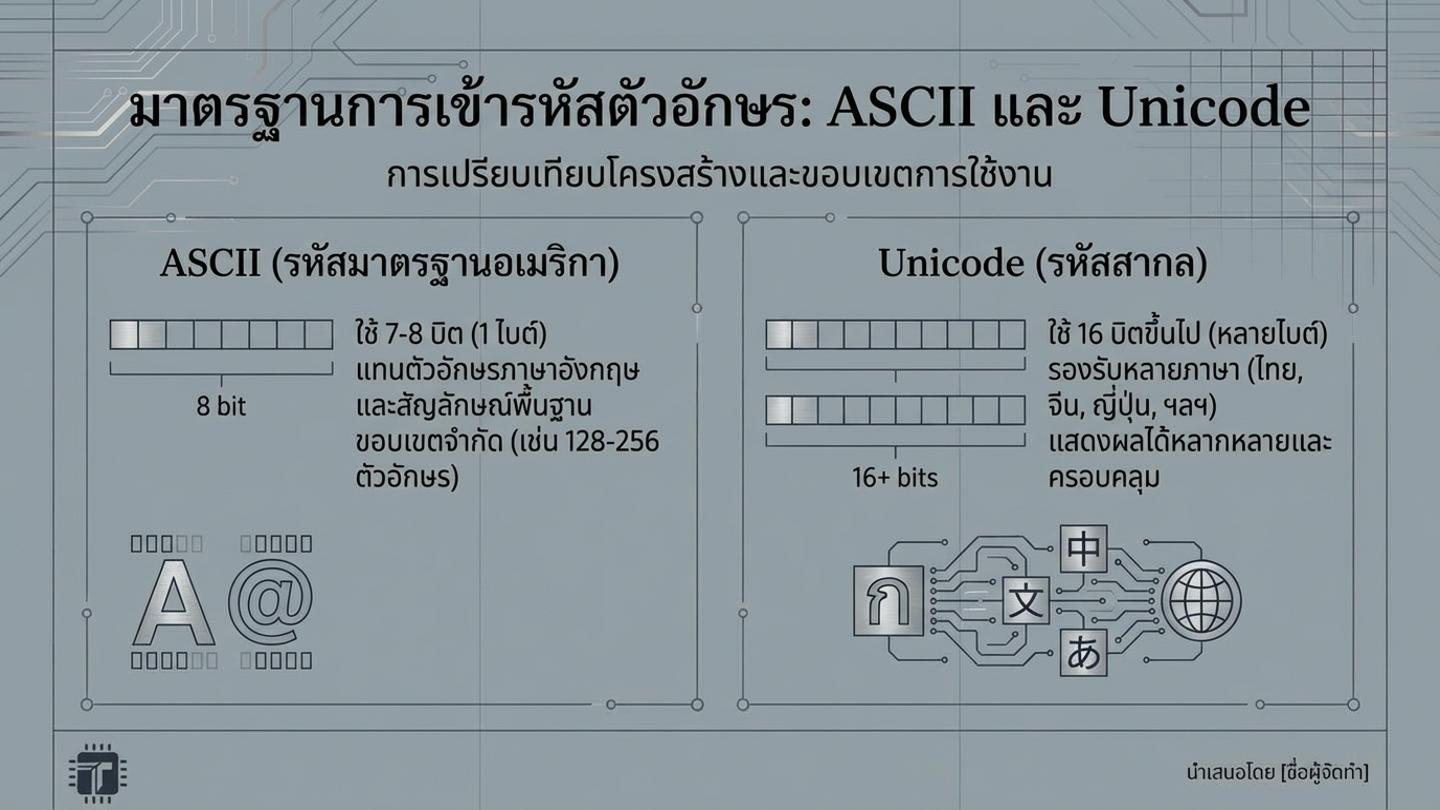 มาตรฐานการเข้ารหัสตัวอักษร: ASCII และ Unicode
การเปรียบเทียบโครงสร้างและขอบเขตการใช้งาน
ASCII (รหัสมาตรฐานอเมริกา)
8 bit
ใช้ 7-8 บิต (1 ไบต์)
แทนตัวอักษรภาษาอังกฤษ
และสัญลักษณ์พื้นฐาน
ขอบเขตจำกัด (เช่น 128-256
ตัวอักษร)
A @
Unicode (รหัสสากล)
16+ bits
ใช้ 16 บิตขึ้นไป (หลายไบต์)
รองรับหลายภาษา (ไทย,
จีน, ญี่ปุ่น, ฯลฯ)
แสดงผลได้หลากหลายและ
ครอบคลุม
中
ก
文
あ
T
นำเสนอโดย [ชื่อผู้จัดทำ]